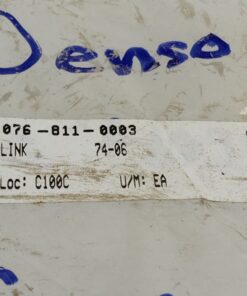 Denso
076-811-0003
LINK 74-06
Loc: C100C U/M: EA